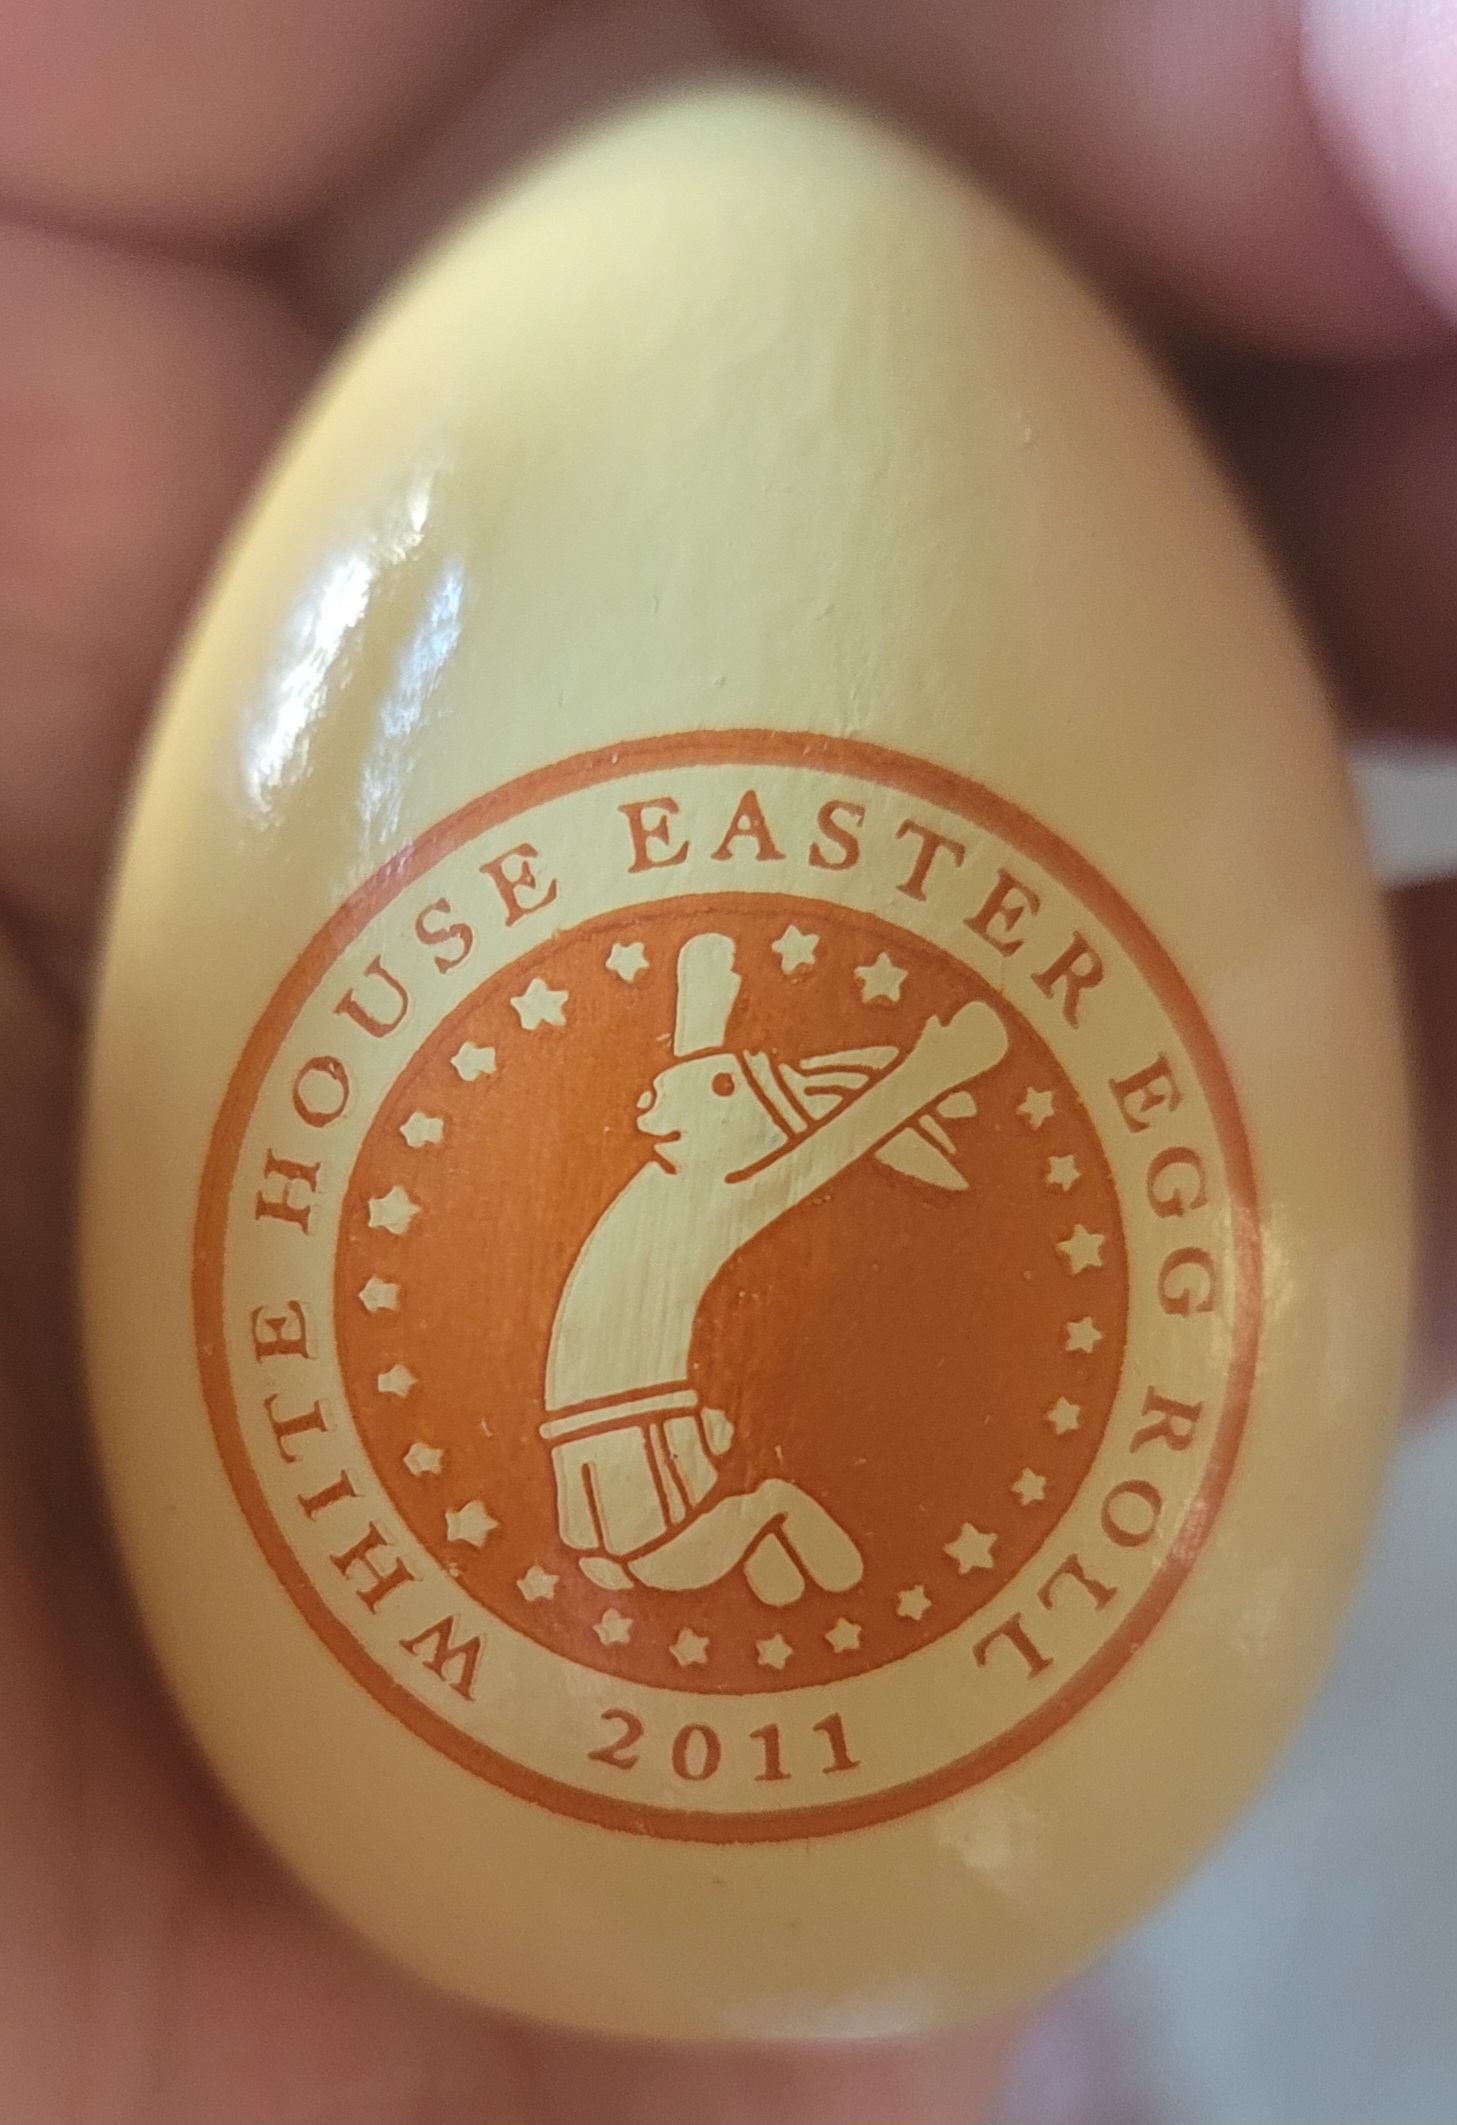 WHITE HOUSE EASTER EGG ROLL
2011